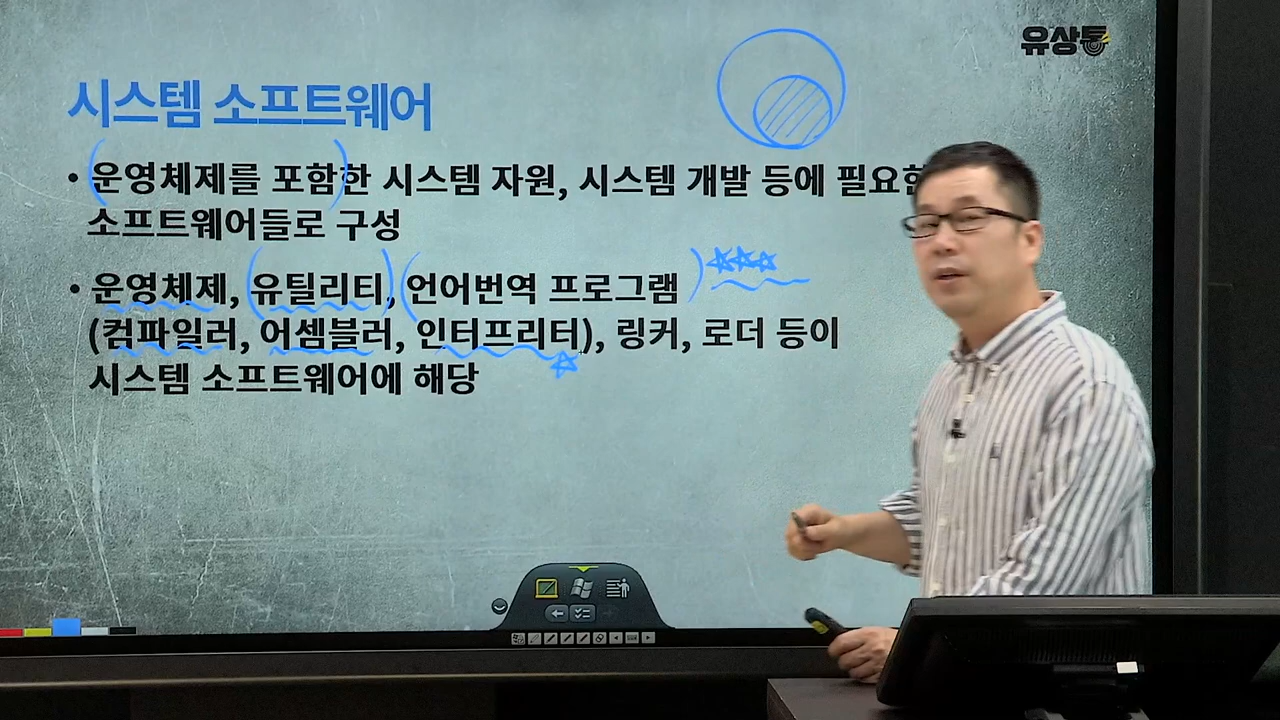 유상통
시스템 소프트웨어
• 운영체제를 포함한 시스템 자원, 시스템 개발 등에 필요한
소프트웨어들로 구성
• 운영체제, 유틸리티, 언어번역 프로그램
(컴파일러, 어셈블러, 인터프리터), 링커, 로더 등이
시스템 소프트웨어에 해당